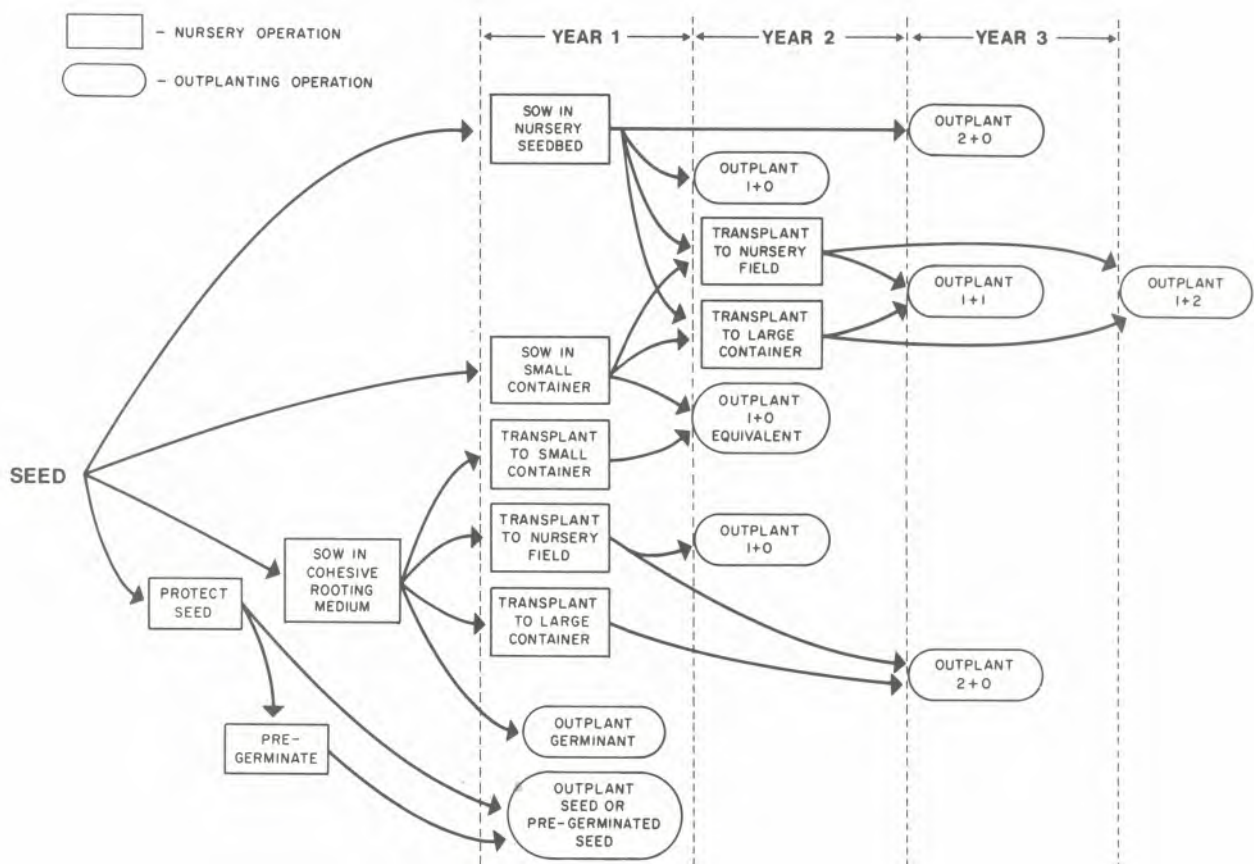 - NURSERY OPERATION
- OUTPLANTING OPERATION
YEAR 1
YEAR 2
YEAR 3
SOW IN
NURSERY
SEEDBED
OUTPLANT
2+0
OUTPLANT
1+0
TRANSPLANT
TO NURSERY
FIELD
OUTPLANT
1+1
OUTPLANT
1+2
TRANSPLANT
TO LARGE
CONTAINER
SOW IN
SMALL
CONTAINER
OUTPLANT
1+0
EQUIVALENT
TRANSPLANT
TO SMALL
CONTAINER
SEED
TRANSPLANT
TO NURSERY
FIELD
OUTPLANT
1+0
SOW IN
COHESIVE
ROOTING
MEDIUM
PROTECT
SEED
TRANSPLANT
TO LARGE
CONTAINER
OUTPLANT
2+0
OUTPLANT
GERMINANT
PRE-
GERMINATE
OUTPLANT
SEED OR
PRE-GERMINATED
SEED